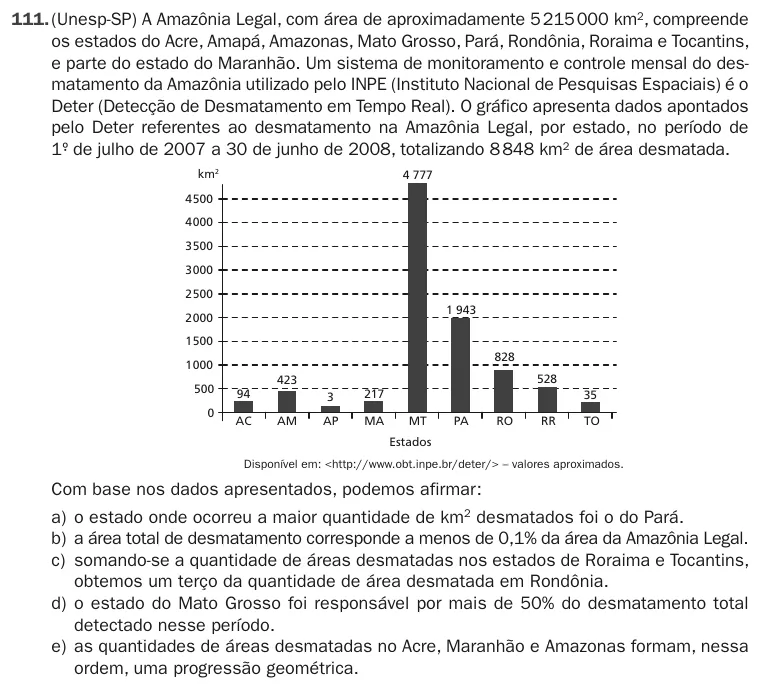 111. (Unesp-SP) A Amazônia Legal, com área de aproximadamente 5 215 000 km², compreende
os estados do Acre, Amapá, Amazonas, Mato Grosso, Pará, Rondônia, Roraima e Tocantins,
e parte do estado do Maranhão. Um sistema de monitoramento e controle mensal do des-
matamento da Amazônia utilizado pelo INPE (Instituto Nacional de Pesquisas Espaciais) é o
Deter (Detecção de Desmatamento em Tempo Real). O gráfico apresenta dados apontados
pelo Deter referentes ao desmatamento na Amazônia Legal, por estado, no período de
1º de julho de 2007 a 30 de junho de 2008, totalizando 8 848 km² de área desmatada.
km²
4 777
4500
4000
3500
3000
2500
2000
1 943
1500
1000
828
500
94
423
3
217
528
35
0
AC AM AP MA MT PA RO RR TO
Estados
Disponível em: <http://www.obt.inpe.br/deter/> – valores aproximados.
Com base nos dados apresentados, podemos afirmar:
a) o estado onde ocorreu a maior quantidade de km² desmatados foi o do Pará.
b) a área total de desmatamento corresponde a menos de 0,1% da área da Amazônia Legal.
c) somando-se a quantidade de áreas desmatadas nos estados de Roraima e Tocantins,
obtemos um terço da quantidade de área desmatada em Rondônia.
d) o estado do Mato Grosso foi responsável por mais de 50% do desmatamento total
detectado nesse período.
e) as quantidades de áreas desmatadas no Acre, Maranhão e Amazonas formam, nessa
ordem, uma progressão geométrica.